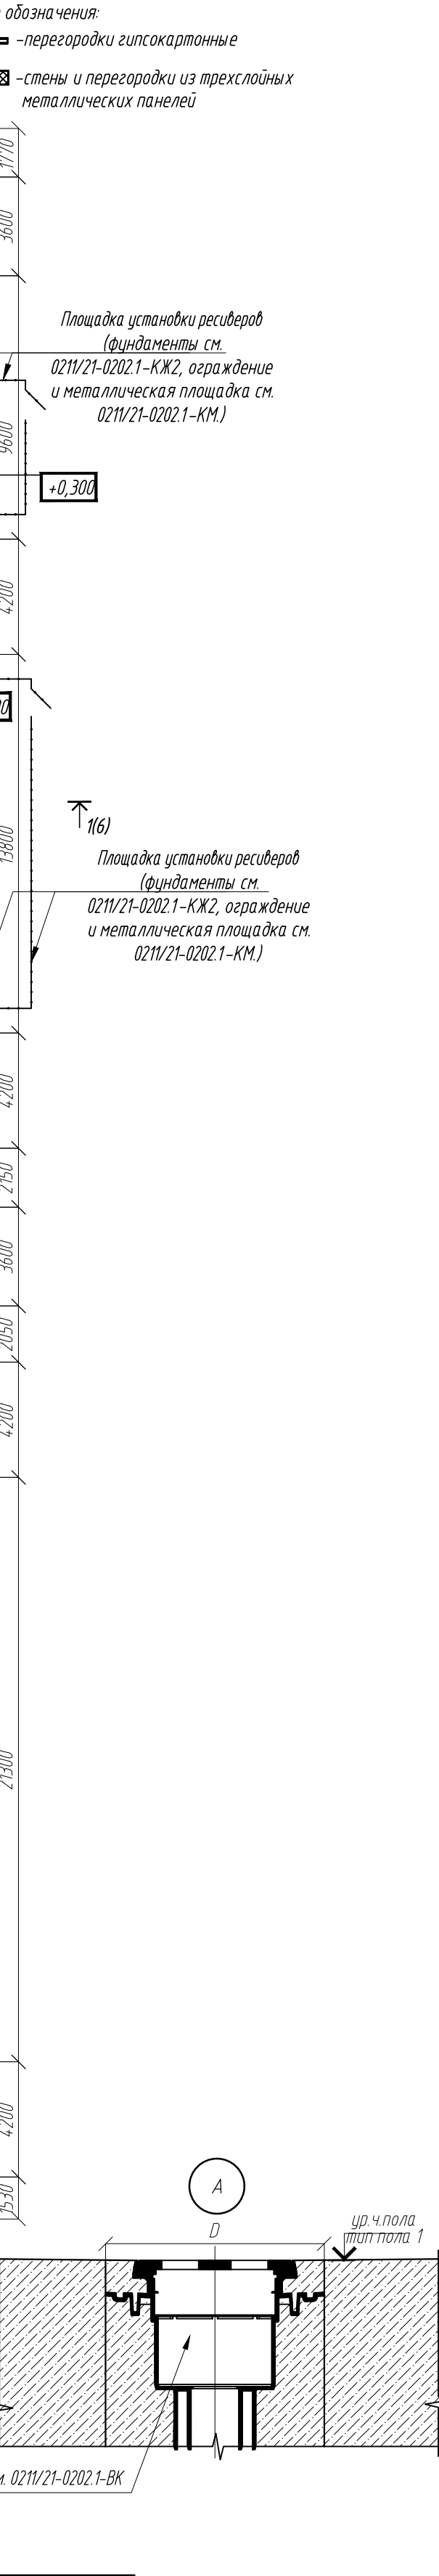 обозначения:
-перегородки гипсокартонные
-стены и перегородки из трехслойных
металлических панелей
1770
3600
Площадка установки ресиверов
(фундаменты см.
0211/21-0202.1-КЖ2, ограждение
и металлическая площадка см.
0211/21-0202.1-КМ.)
9600
+0,300
4200
0
13800
1(6)
Площадка установки ресиверов
(фундаменты см.
0211/21-0202.1-КЖ2, ограждение
и металлическая площадка см.
0211/21-0202.1-КМ.)
4200
2150
3600
2050
4200
21300
4200
1530
А
D
ур.ч.пола
тип пола 1
м. 0211/21-0202.1-ВК